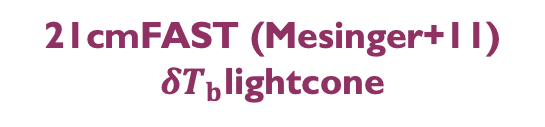 21cmFAST (Mesinger+11)
δT_b lightcone